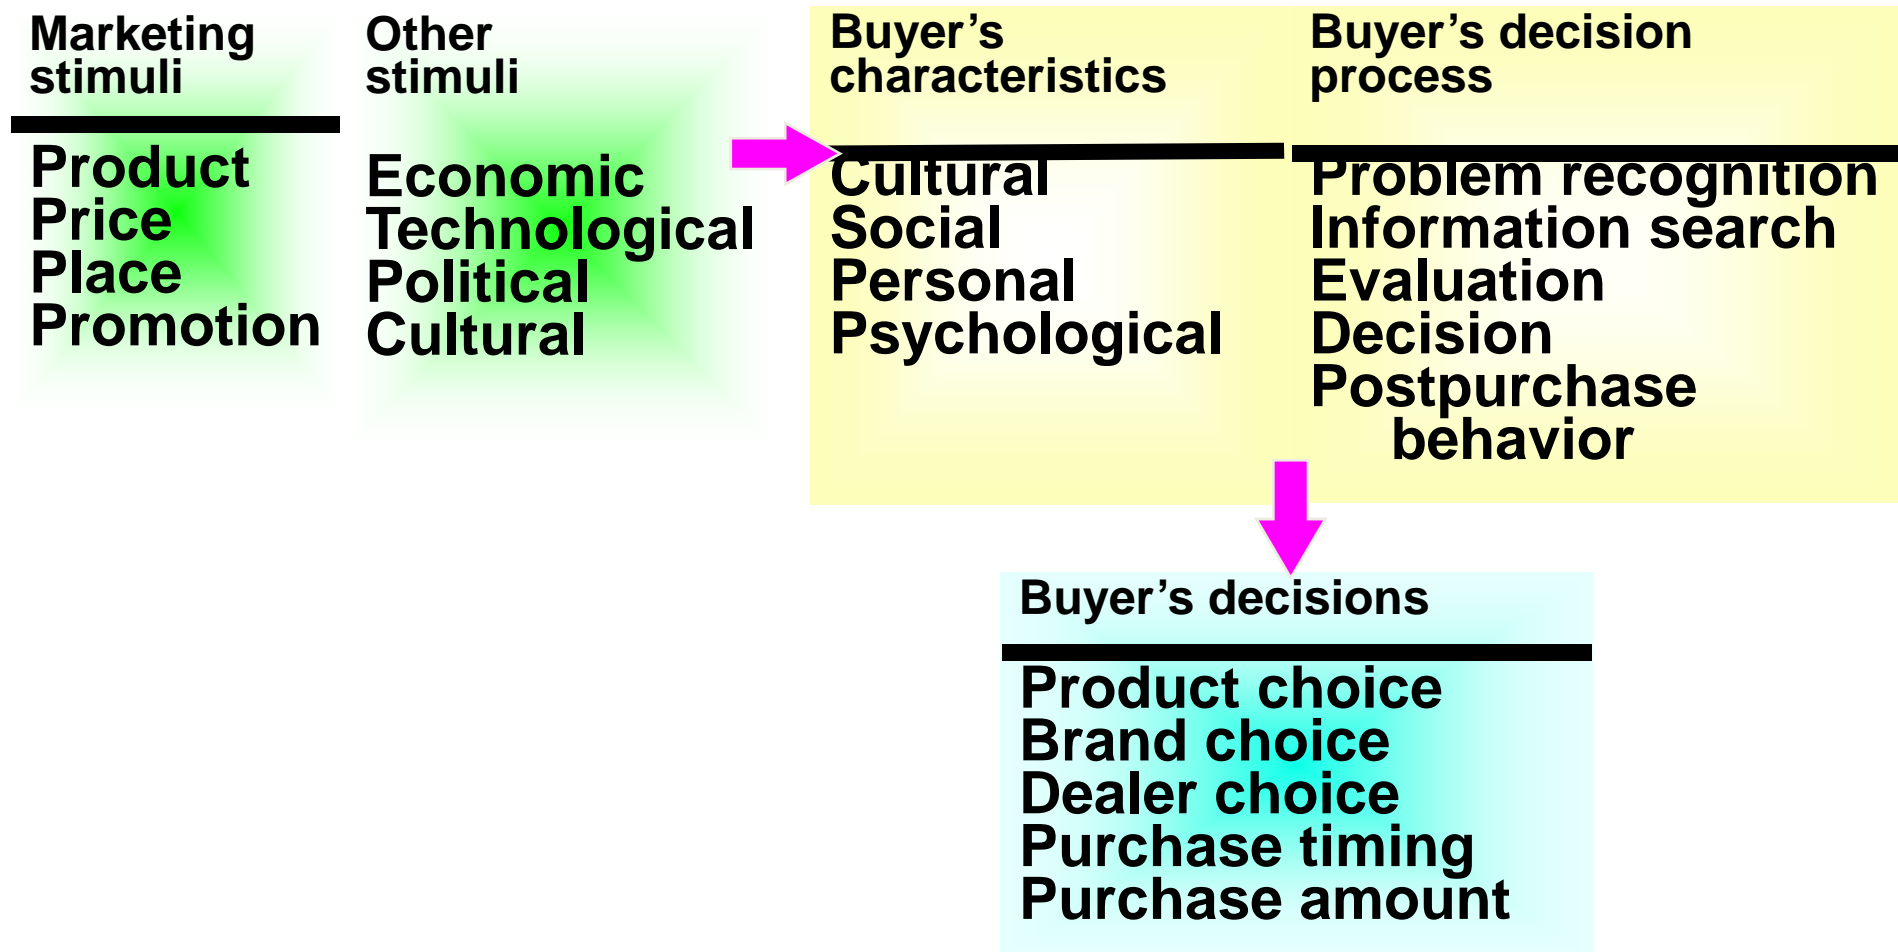 Marketing
stimuli
Product
Price
Place
Promotion
Other
stimuli
Economic
Technological
Political
Cultural
Buyer’s
characteristics
Cultural
Social
Personal
Psychological
Buyer’s decision
process
Problem recognition
Information search
Evaluation
Decision
Postpurchase
behavior
Buyer’s decisions
Product choice
Brand choice
Dealer choice
Purchase timing
Purchase amount